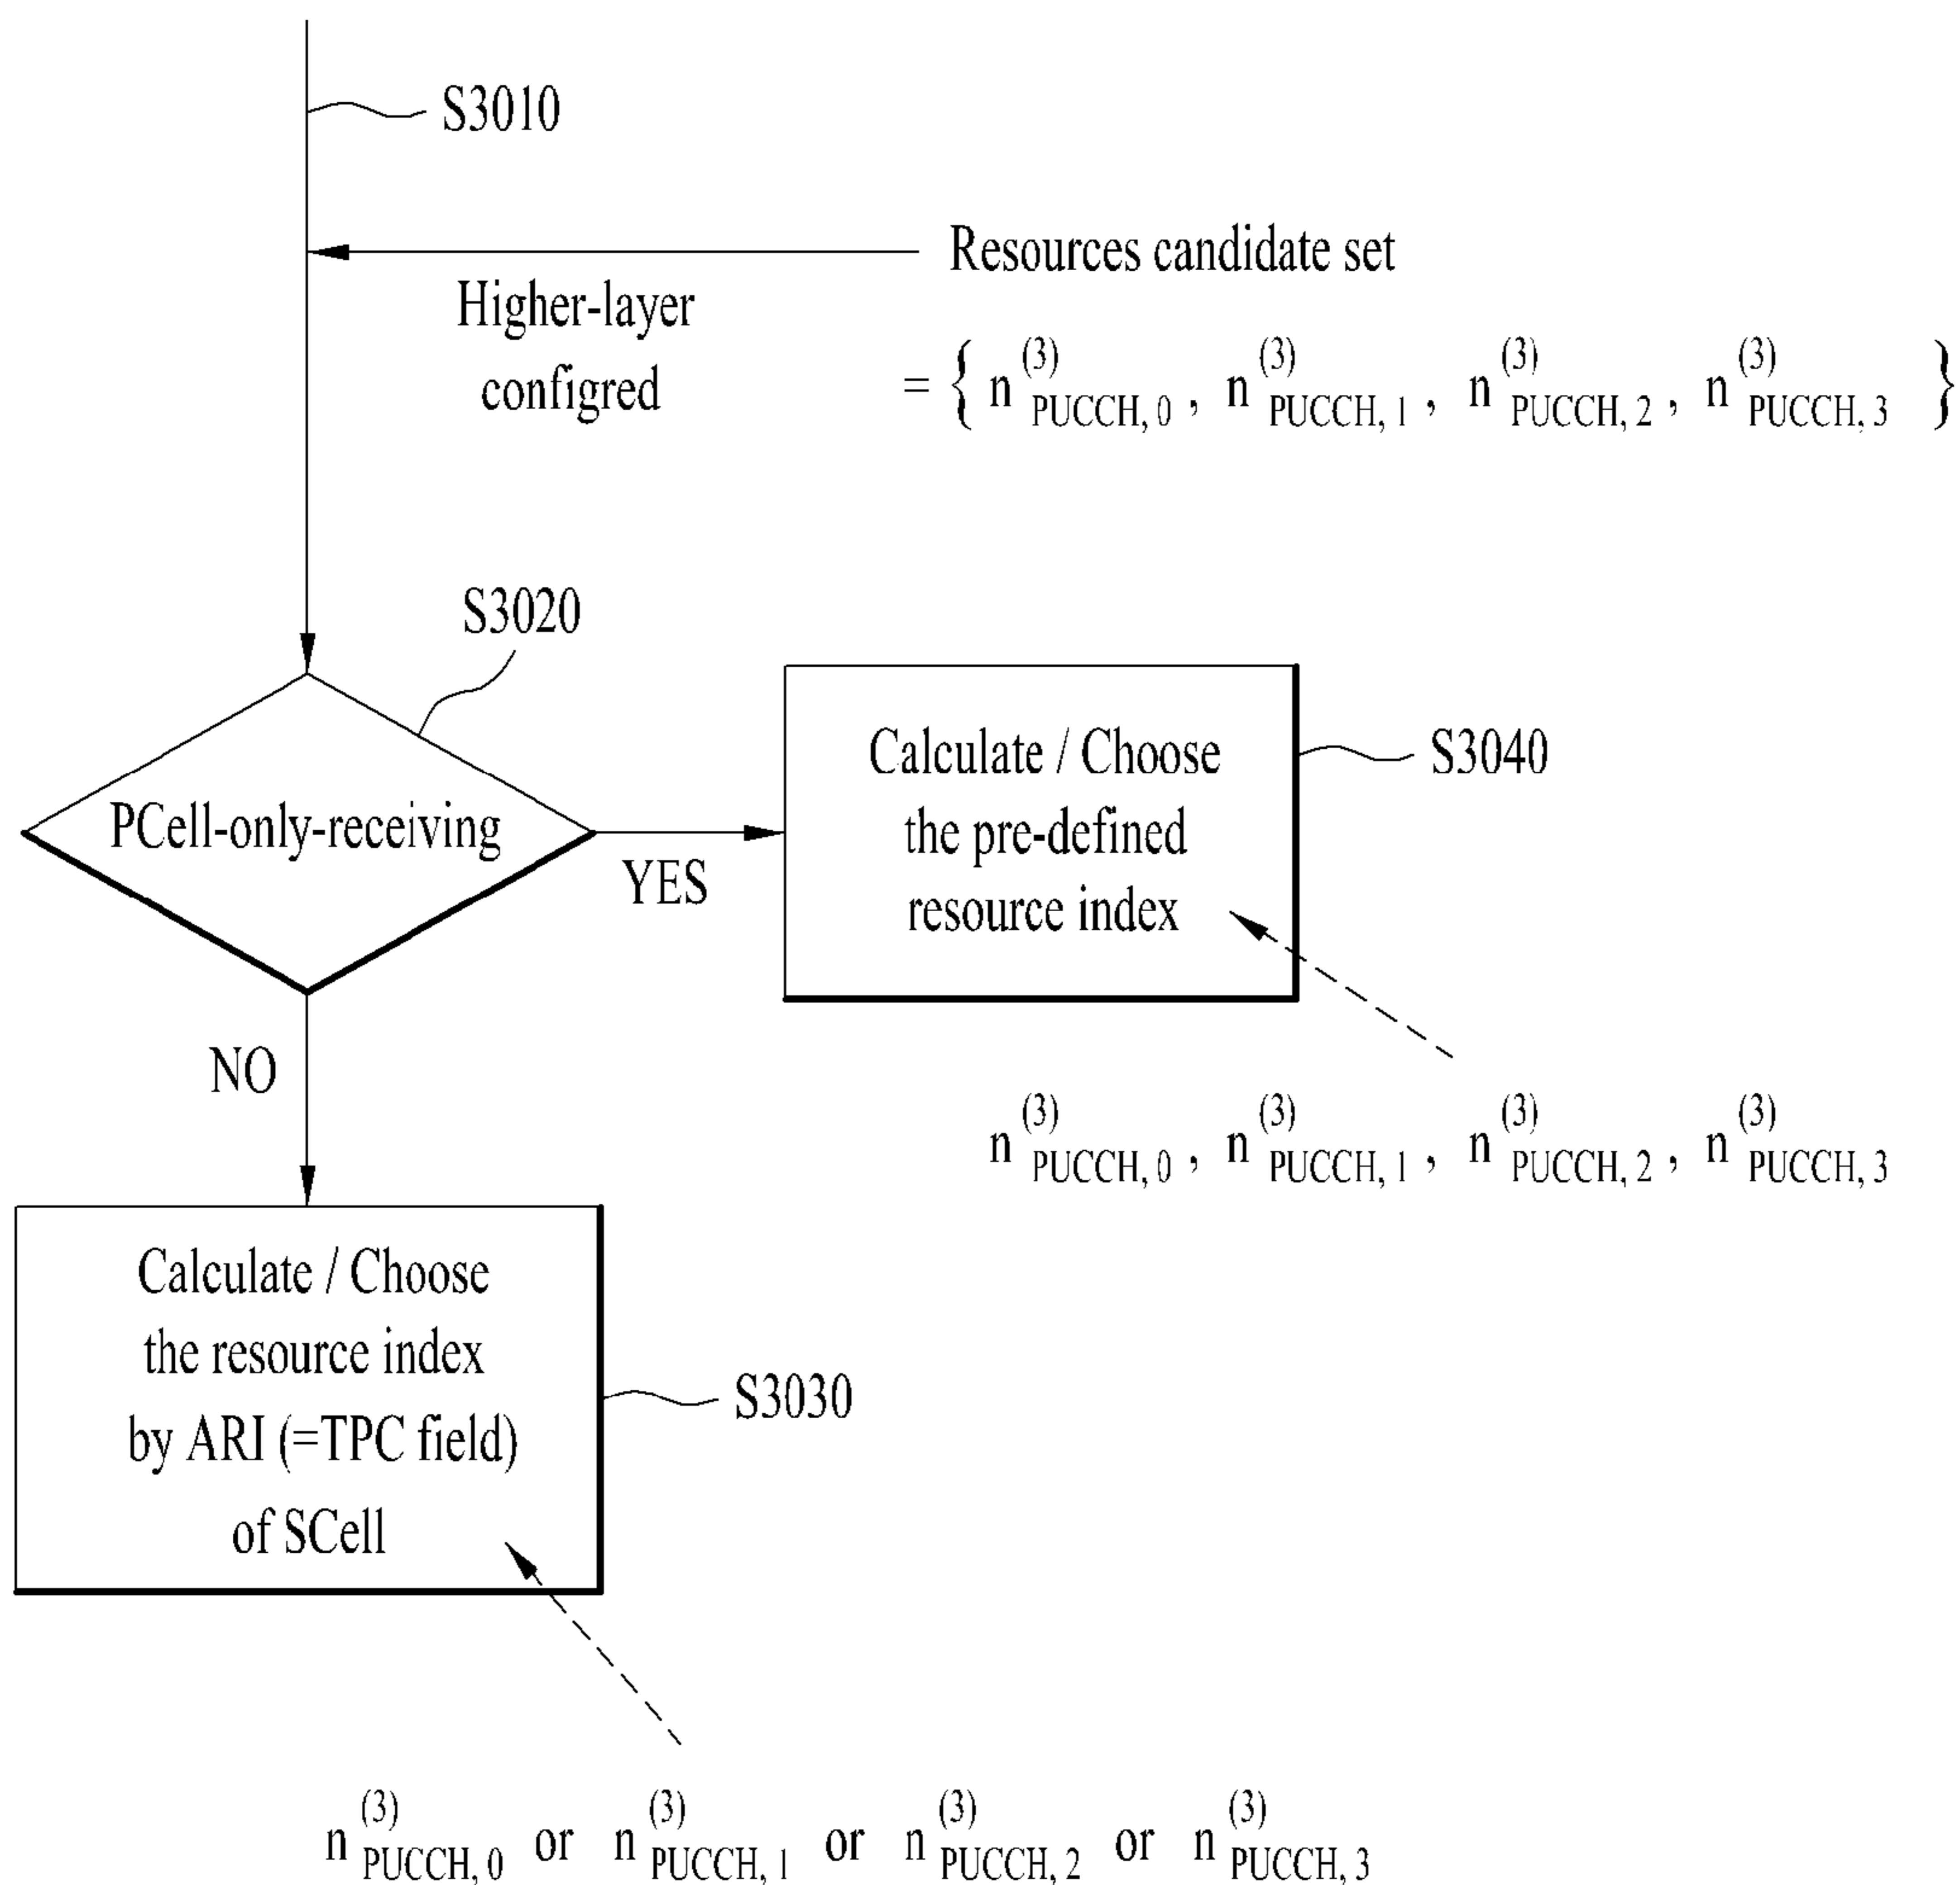 S3010
Resources candidate set
Higher-layer
configred
= { n^{(3)}_{PUCCH, 0} , n^{(3)}_{PUCCH, 1} , n^{(3)}_{PUCCH, 2} , n^{(3)}_{PUCCH, 3} }
S3020
PCell-only-receiving
YES
Calculate / Choose
the pre-defined
resource index
S3040
n^{(3)}_{PUCCH, 0} , n^{(3)}_{PUCCH, 1} , n^{(3)}_{PUCCH, 2} , n^{(3)}_{PUCCH, 3}
NO
Calculate / Choose
the resource index
by ARI (=TPC field)
of SCell
S3030
n^{(3)}_{PUCCH, 0} or n^{(3)}_{PUCCH, 1} or n^{(3)}_{PUCCH, 2} or n^{(3)}_{PUCCH, 3}